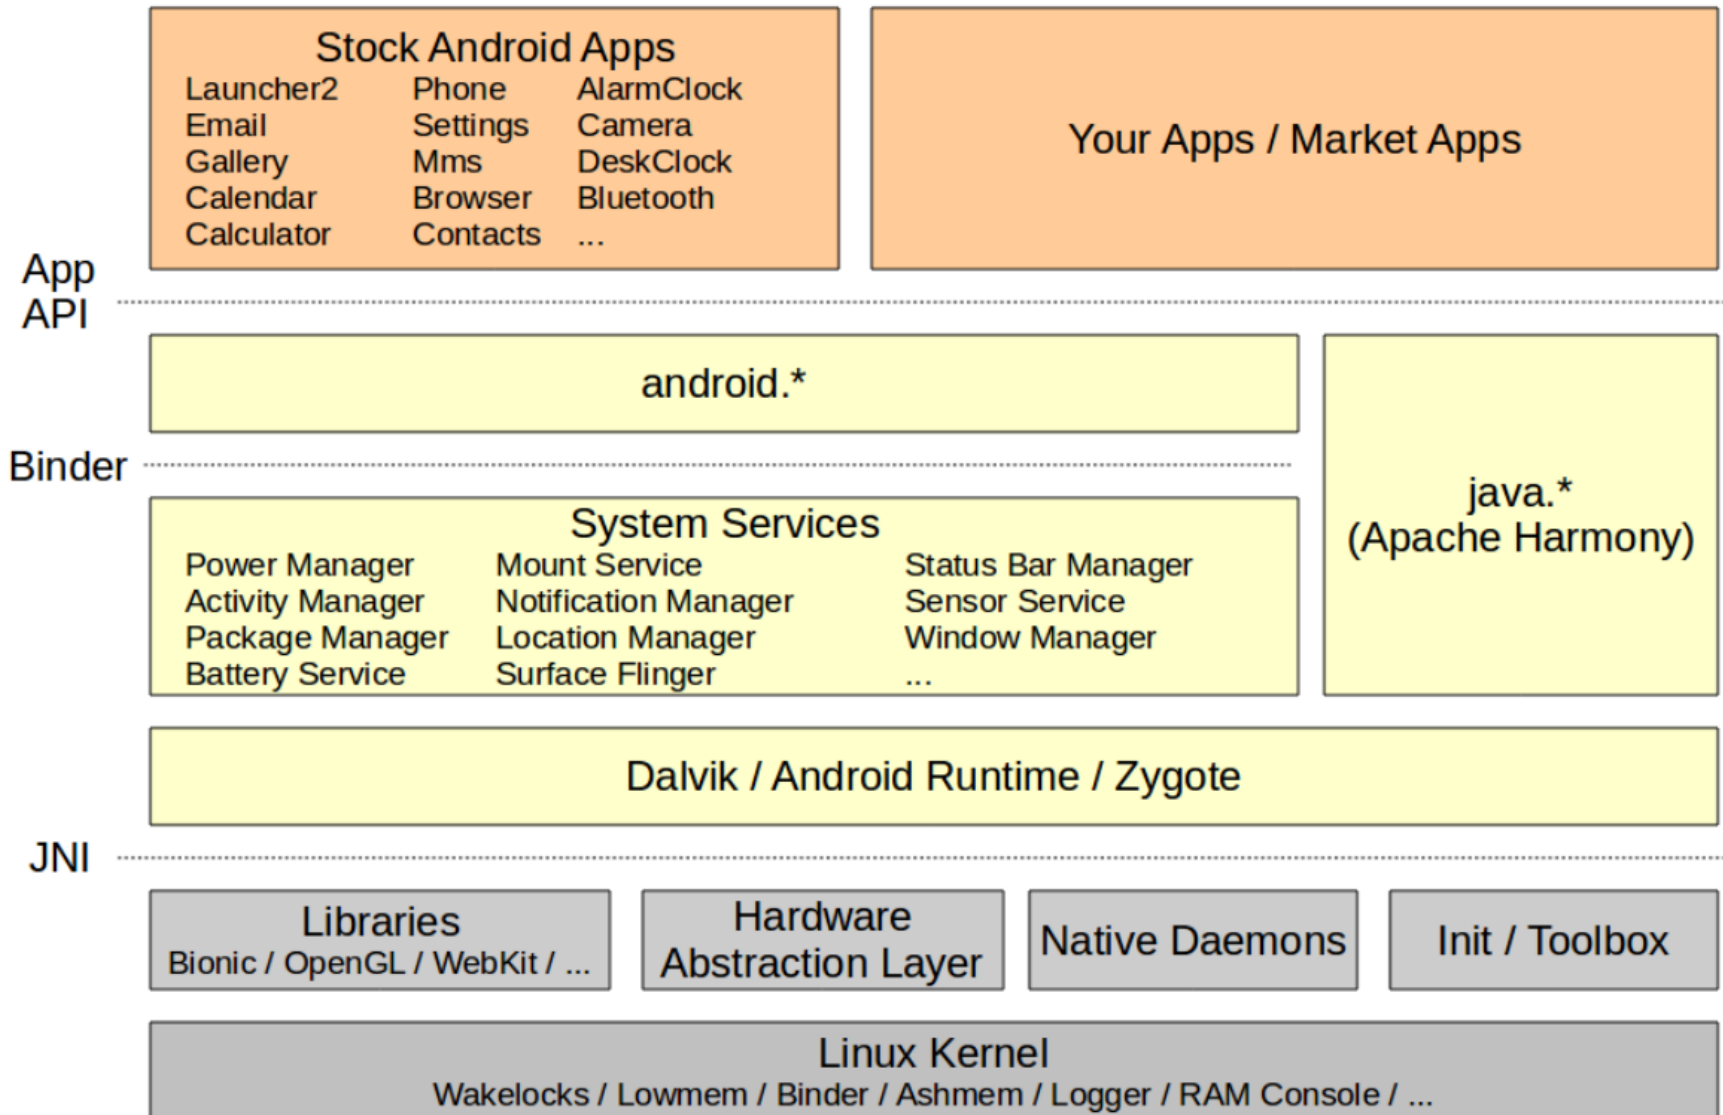 Stock Android Apps
Launcher2 Phone AlarmClock
Email Settings Camera
Gallery Mms DeskClock
Calendar Browser Bluetooth
Calculator Contacts ...
Your Apps / Market Apps
App
API
android.*
Binder
System Services
Power Manager Mount Service Status Bar Manager
Activity Manager Notification Manager Sensor Service
Package Manager Location Manager Window Manager
Battery Service Surface Flinger ...
java.*
(Apache Harmony)
Dalvik / Android Runtime / Zygote
JNI
Libraries
Bionic / OpenGL / WebKit / ...
Hardware
Abstraction Layer
Native Daemons
Init / Toolbox
Linux Kernel
Wakelocks / Lowmem / Binder / Ashmem / Logger / RAM Console / ...